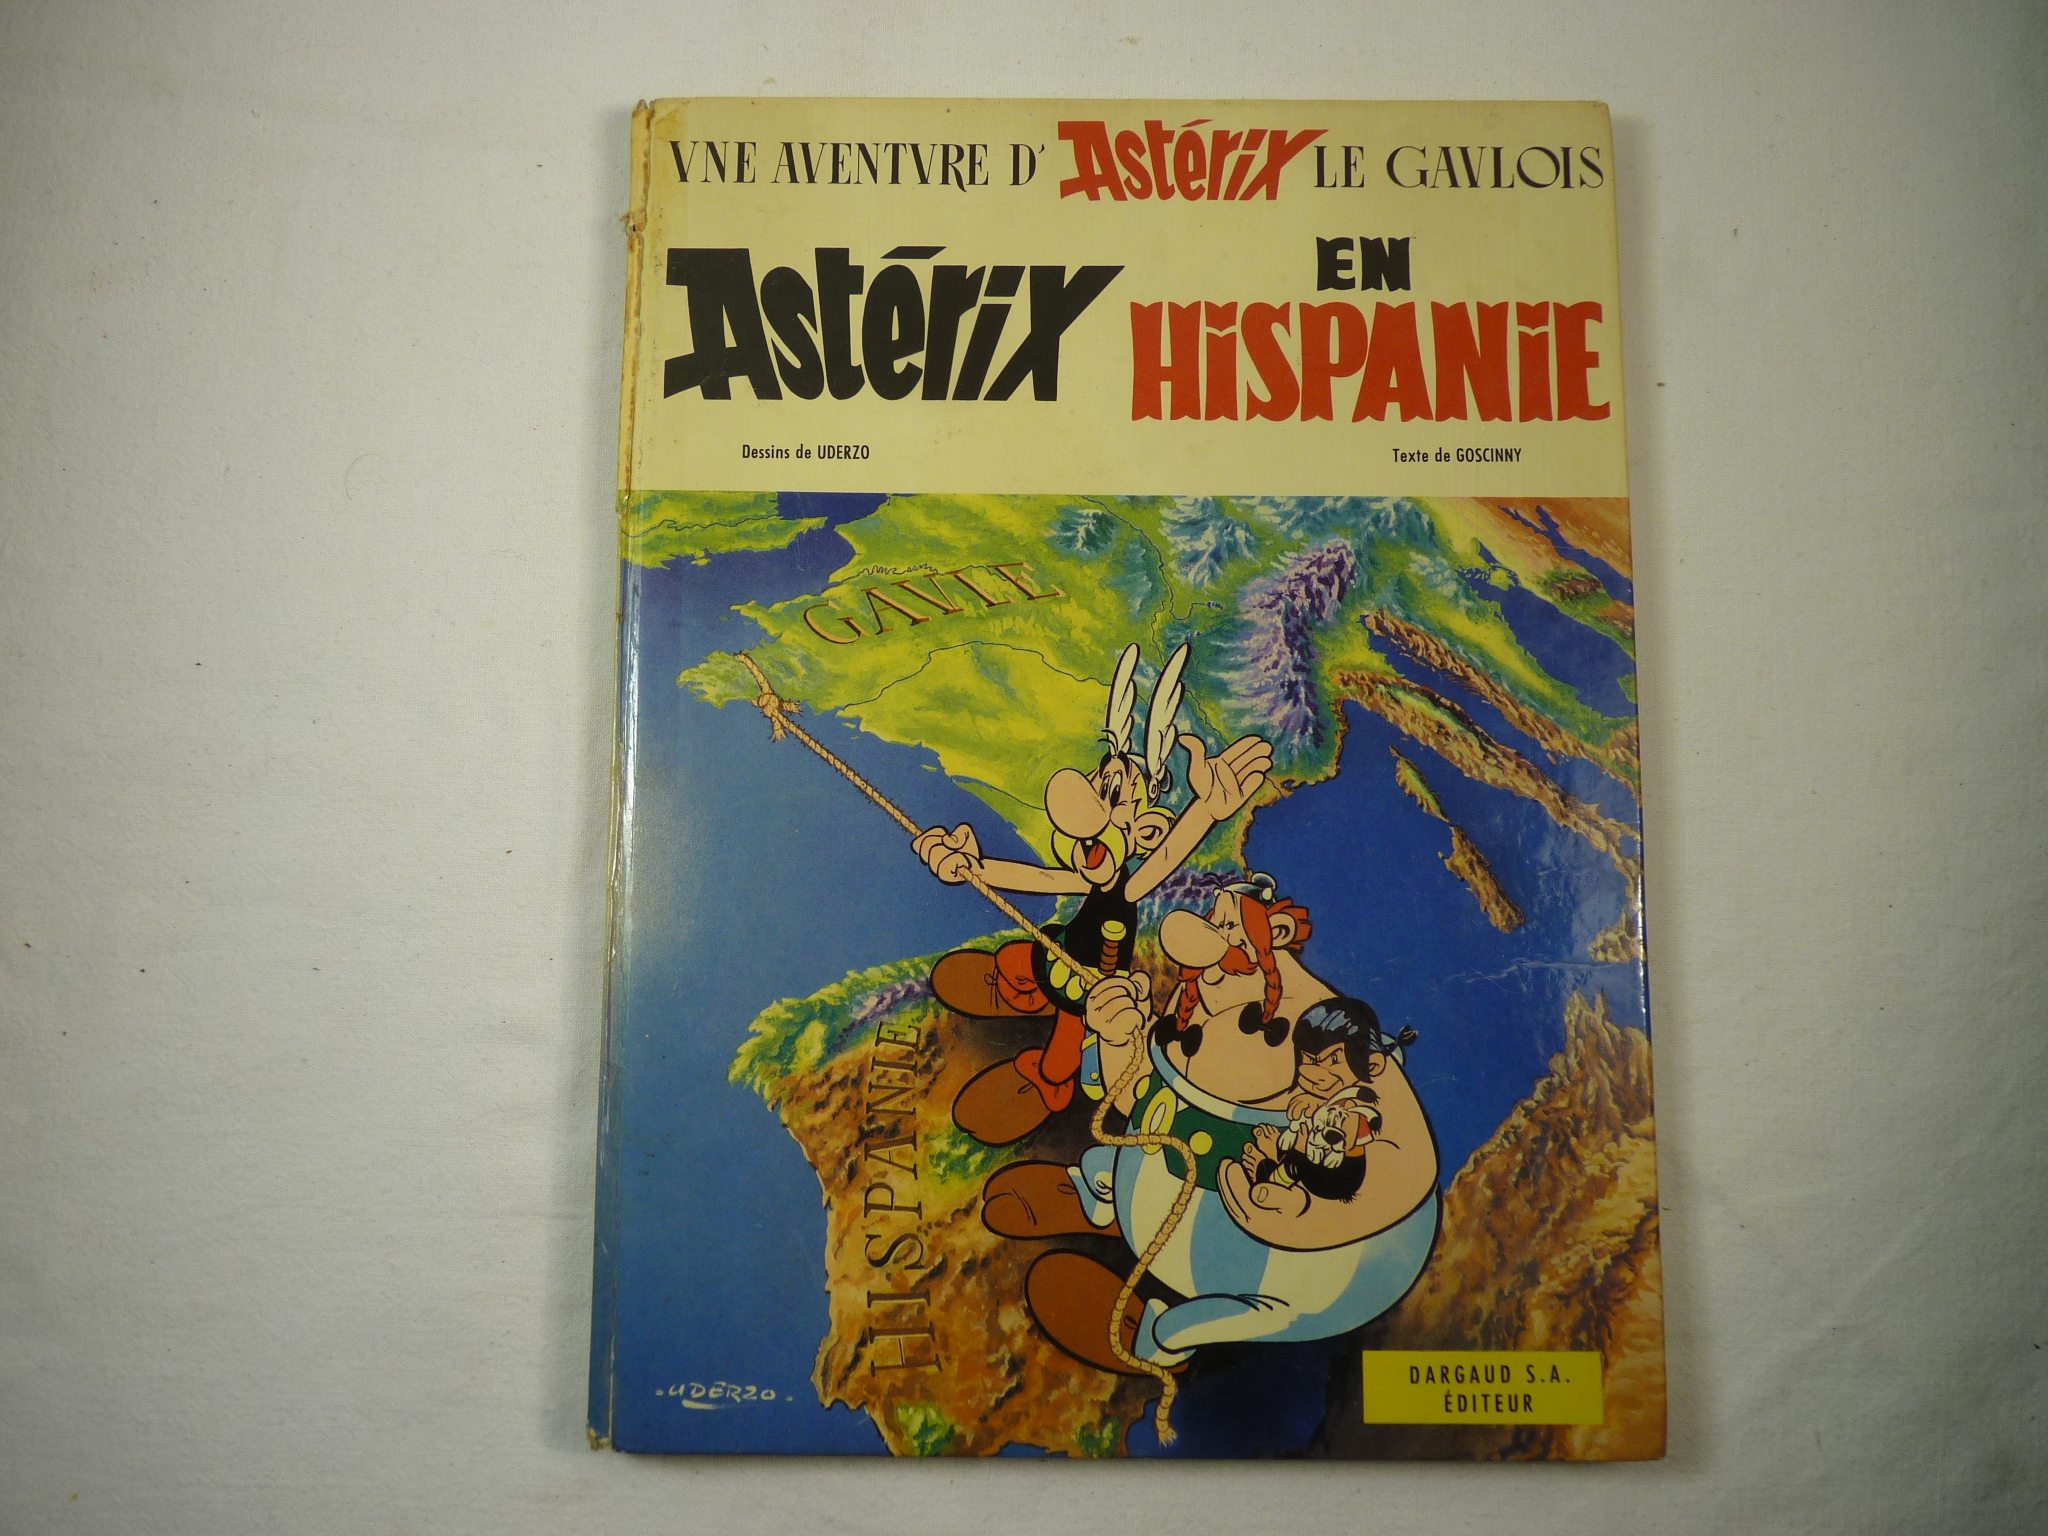 VNE AVENTVRE D' Astérix LE GAVLOIS
Astérix EN HISPANIE
Dessins de UDERZO
Texte de GOSCINNY
GAVLE
HISPANIE
UDERZO
DARGAUD S.A.
ÉDITEUR